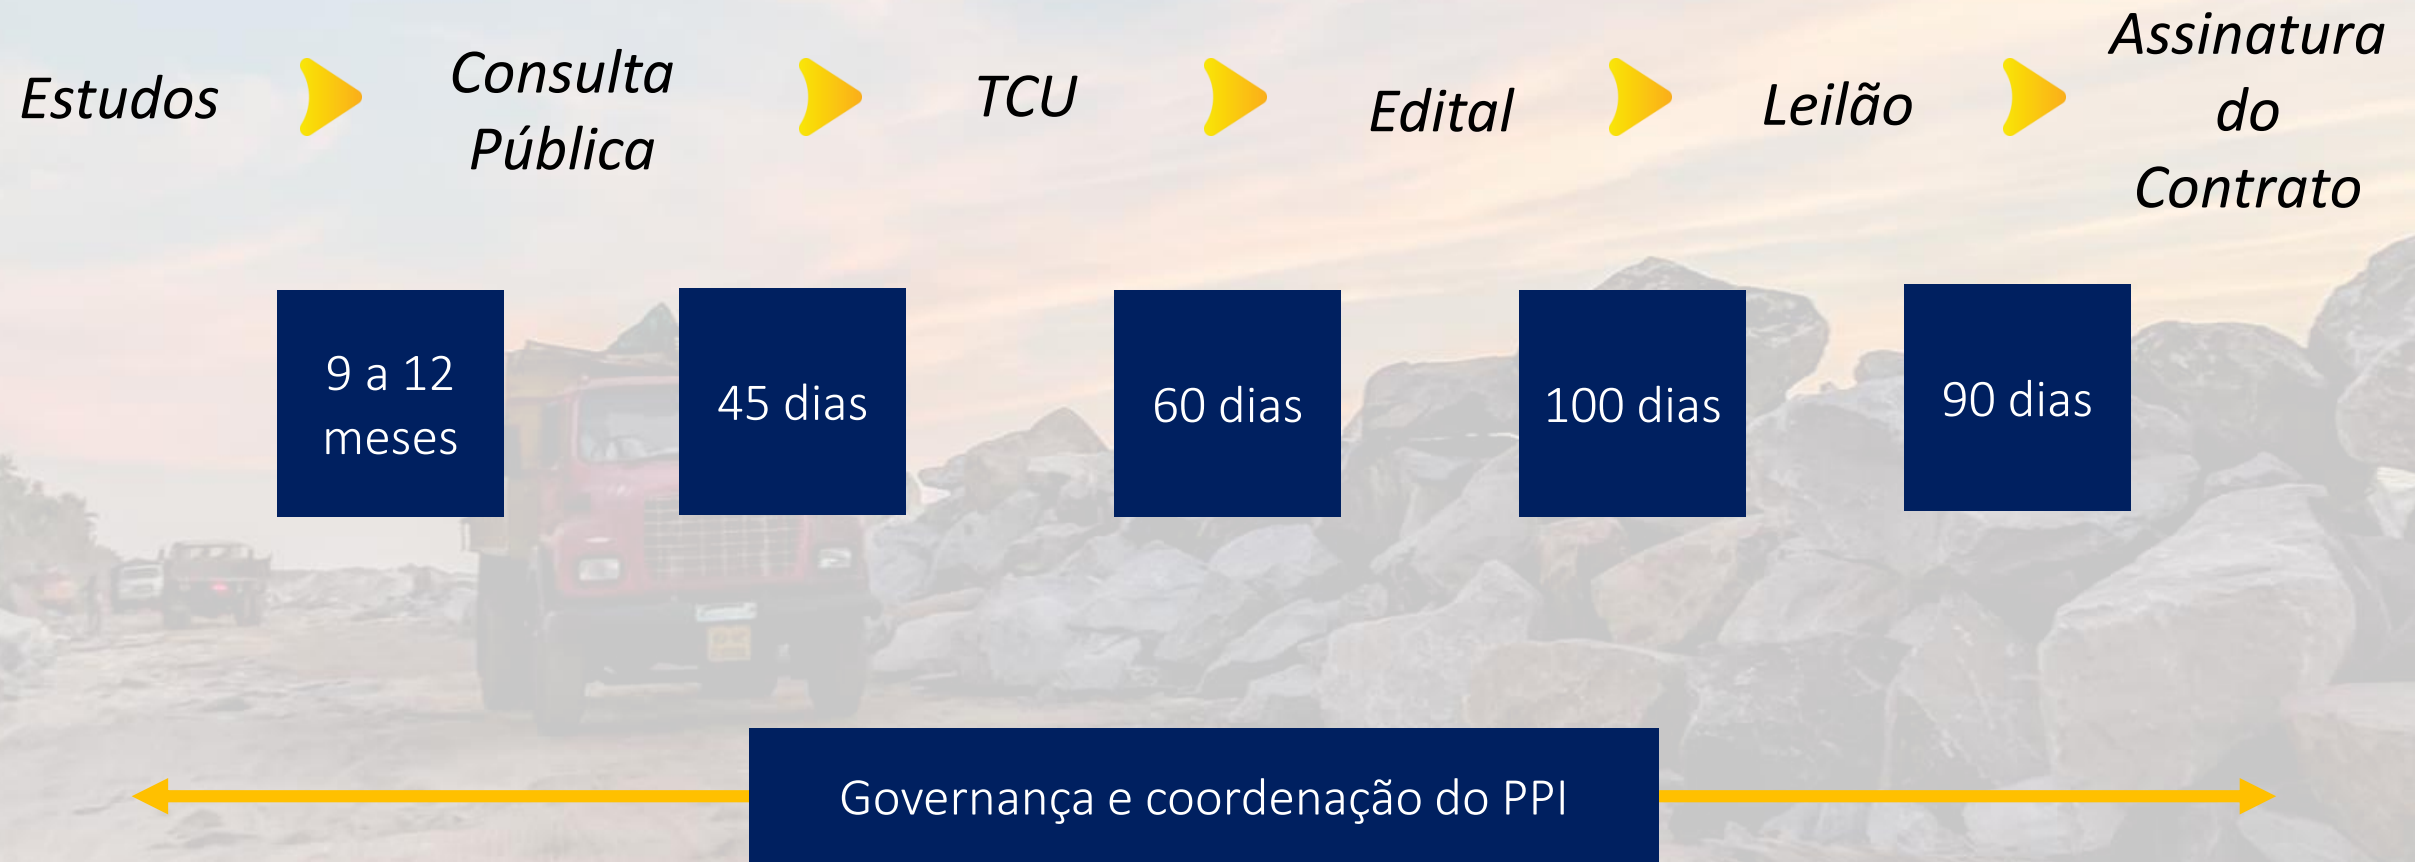 Estudos
Consulta
Pública
TCU
Edital
Leilão
Assinatura
do
Contrato
9 a 12
meses
45 dias
60 dias
100 dias
90 dias
Governança e coordenação do PPI